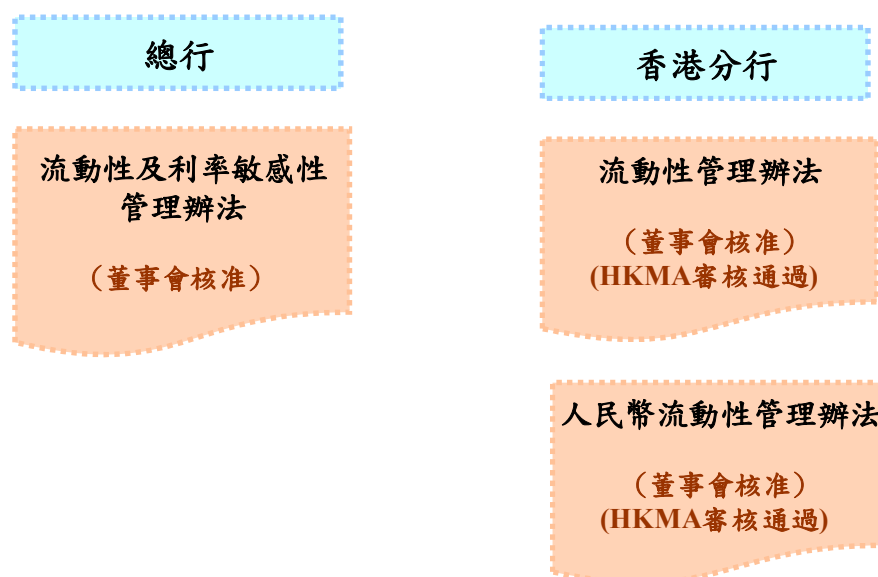 總行
流動性及利率敏感性
管理辦法
（董事會核准）
香港分行
流動性管理辦法
（董事會核准）
(HKMA審核通過)
人民幣流動性管理辦法
（董事會核准）
(HKMA審核通過)